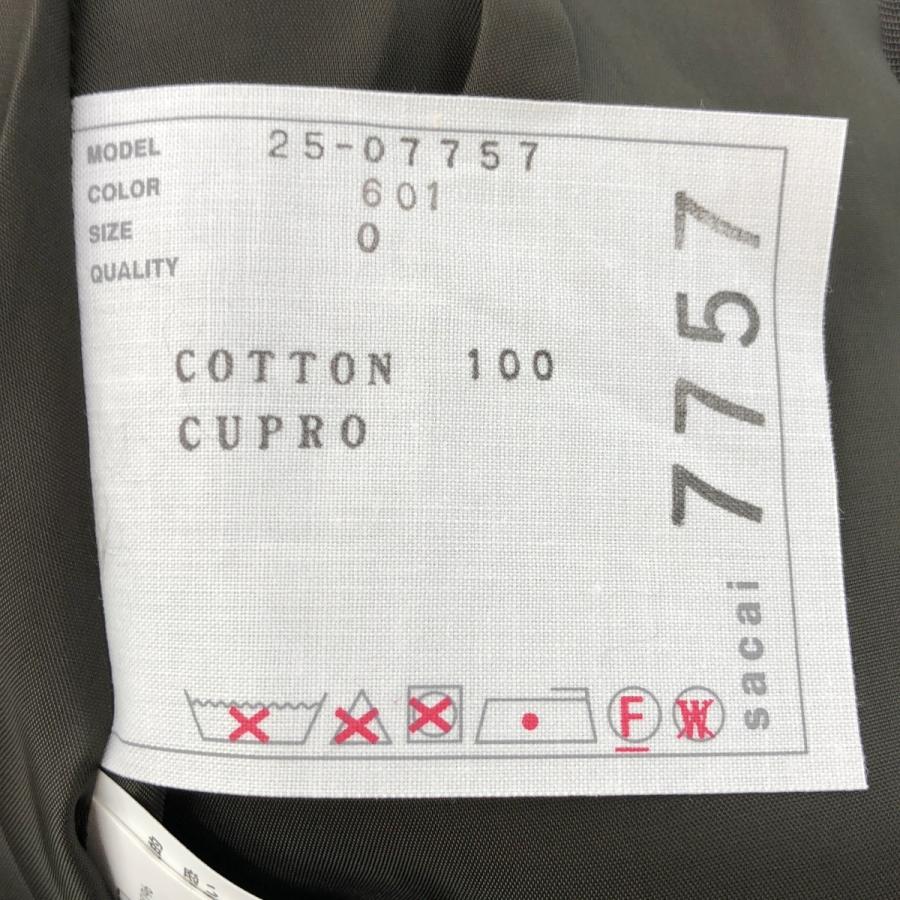 MODEL 25-07757
COLOR 601
SIZE 0
QUALITY
COTTON 100
CUPRO
sacai 7757
F
W